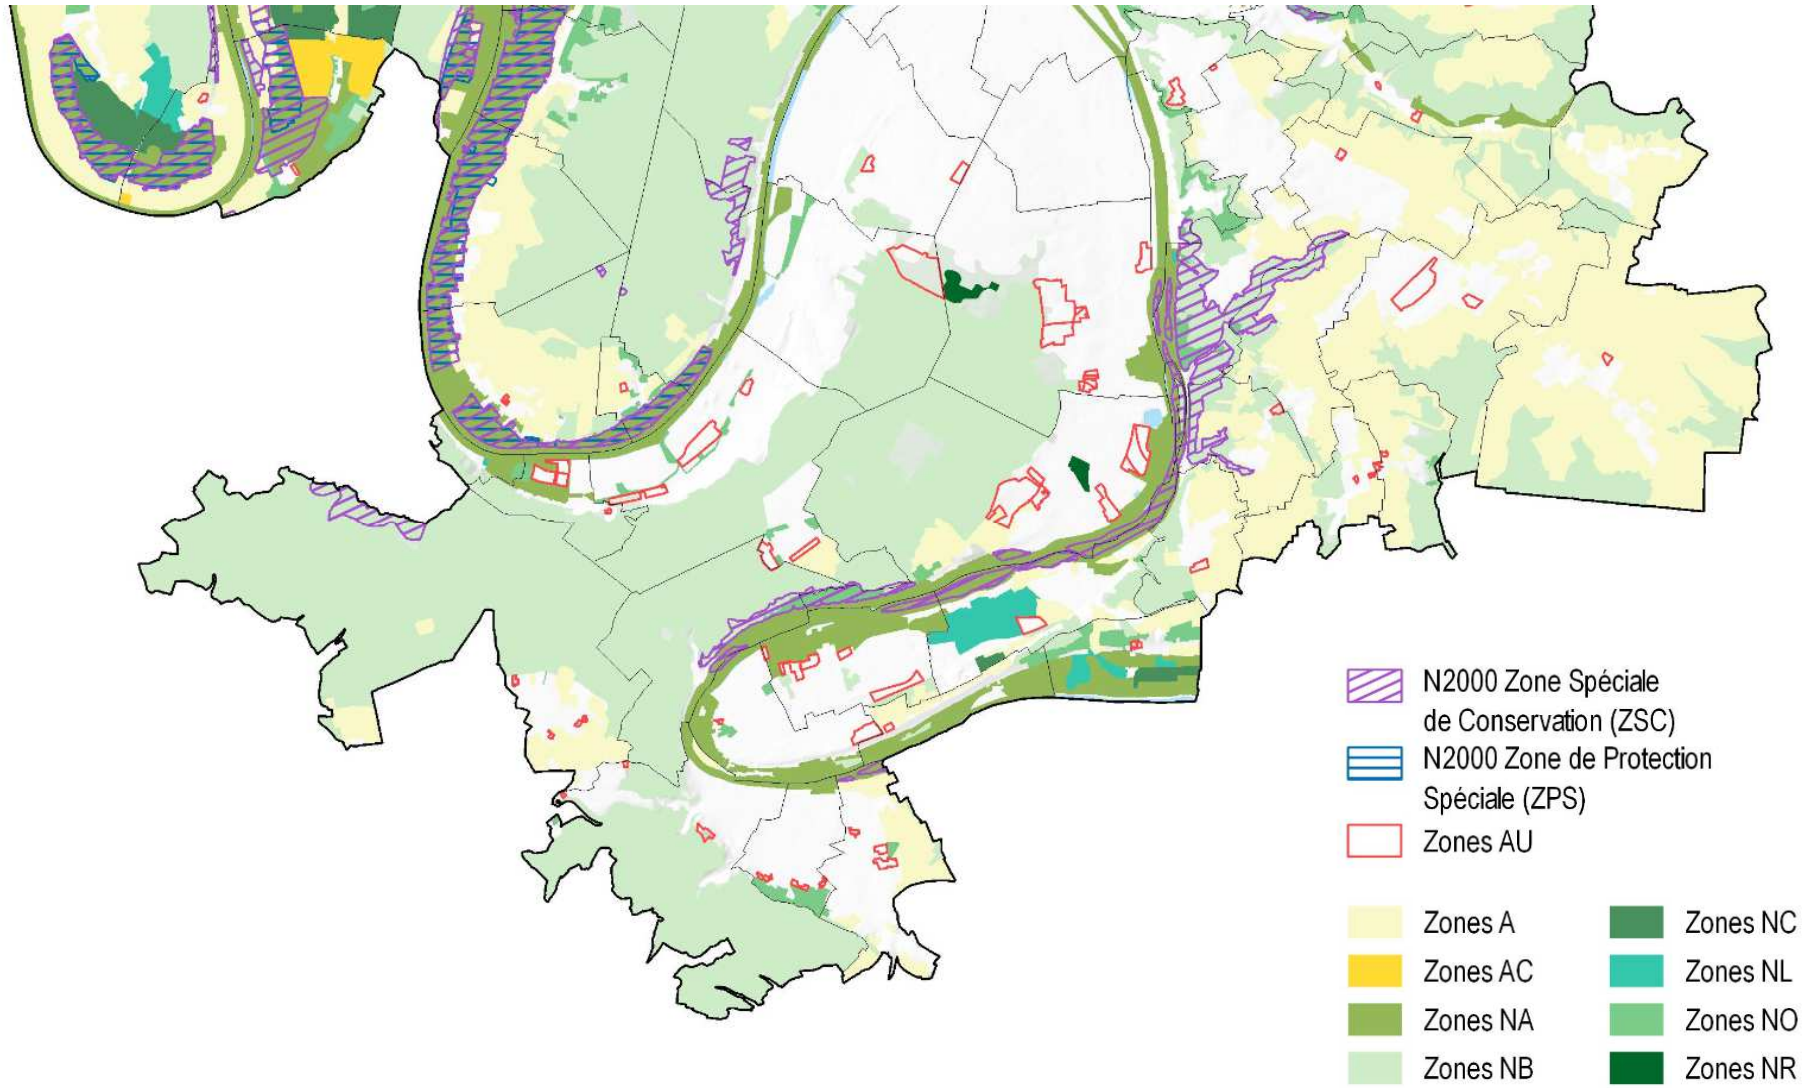 N2000 Zone Spéciale
de Conservation (ZSC)
N2000 Zone de Protection
Spéciale (ZPS)
Zones AU
Zones A
Zones AC
Zones NA
Zones NB
Zones NC
Zones NL
Zones NO
Zones NR